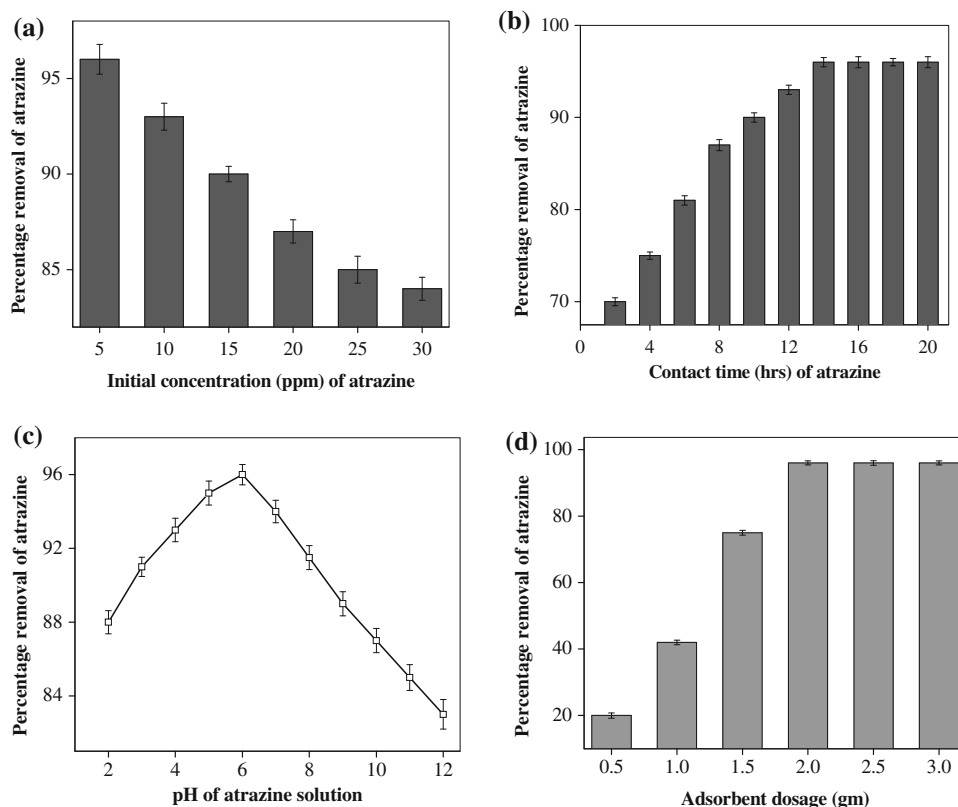 (a)
Percentage removal of atrazine
95
90
85
5 10 15 20 25 30
Initial concentration (ppm) of atrazine
(b)
Percentage removal of atrazine
100
90
80
70
0 4 8 12 16 20
Contact time (hrs) of atrazine
(c)
Percentage removal of atrazine
96
92
88
84
2 4 6 8 10 12
pH of atrazine solution
(d)
Percentage removal of atrazine
100
80
60
40
20
0.5 1.0 1.5 2.0 2.5 3.0
Adsorbent dosage (gm)